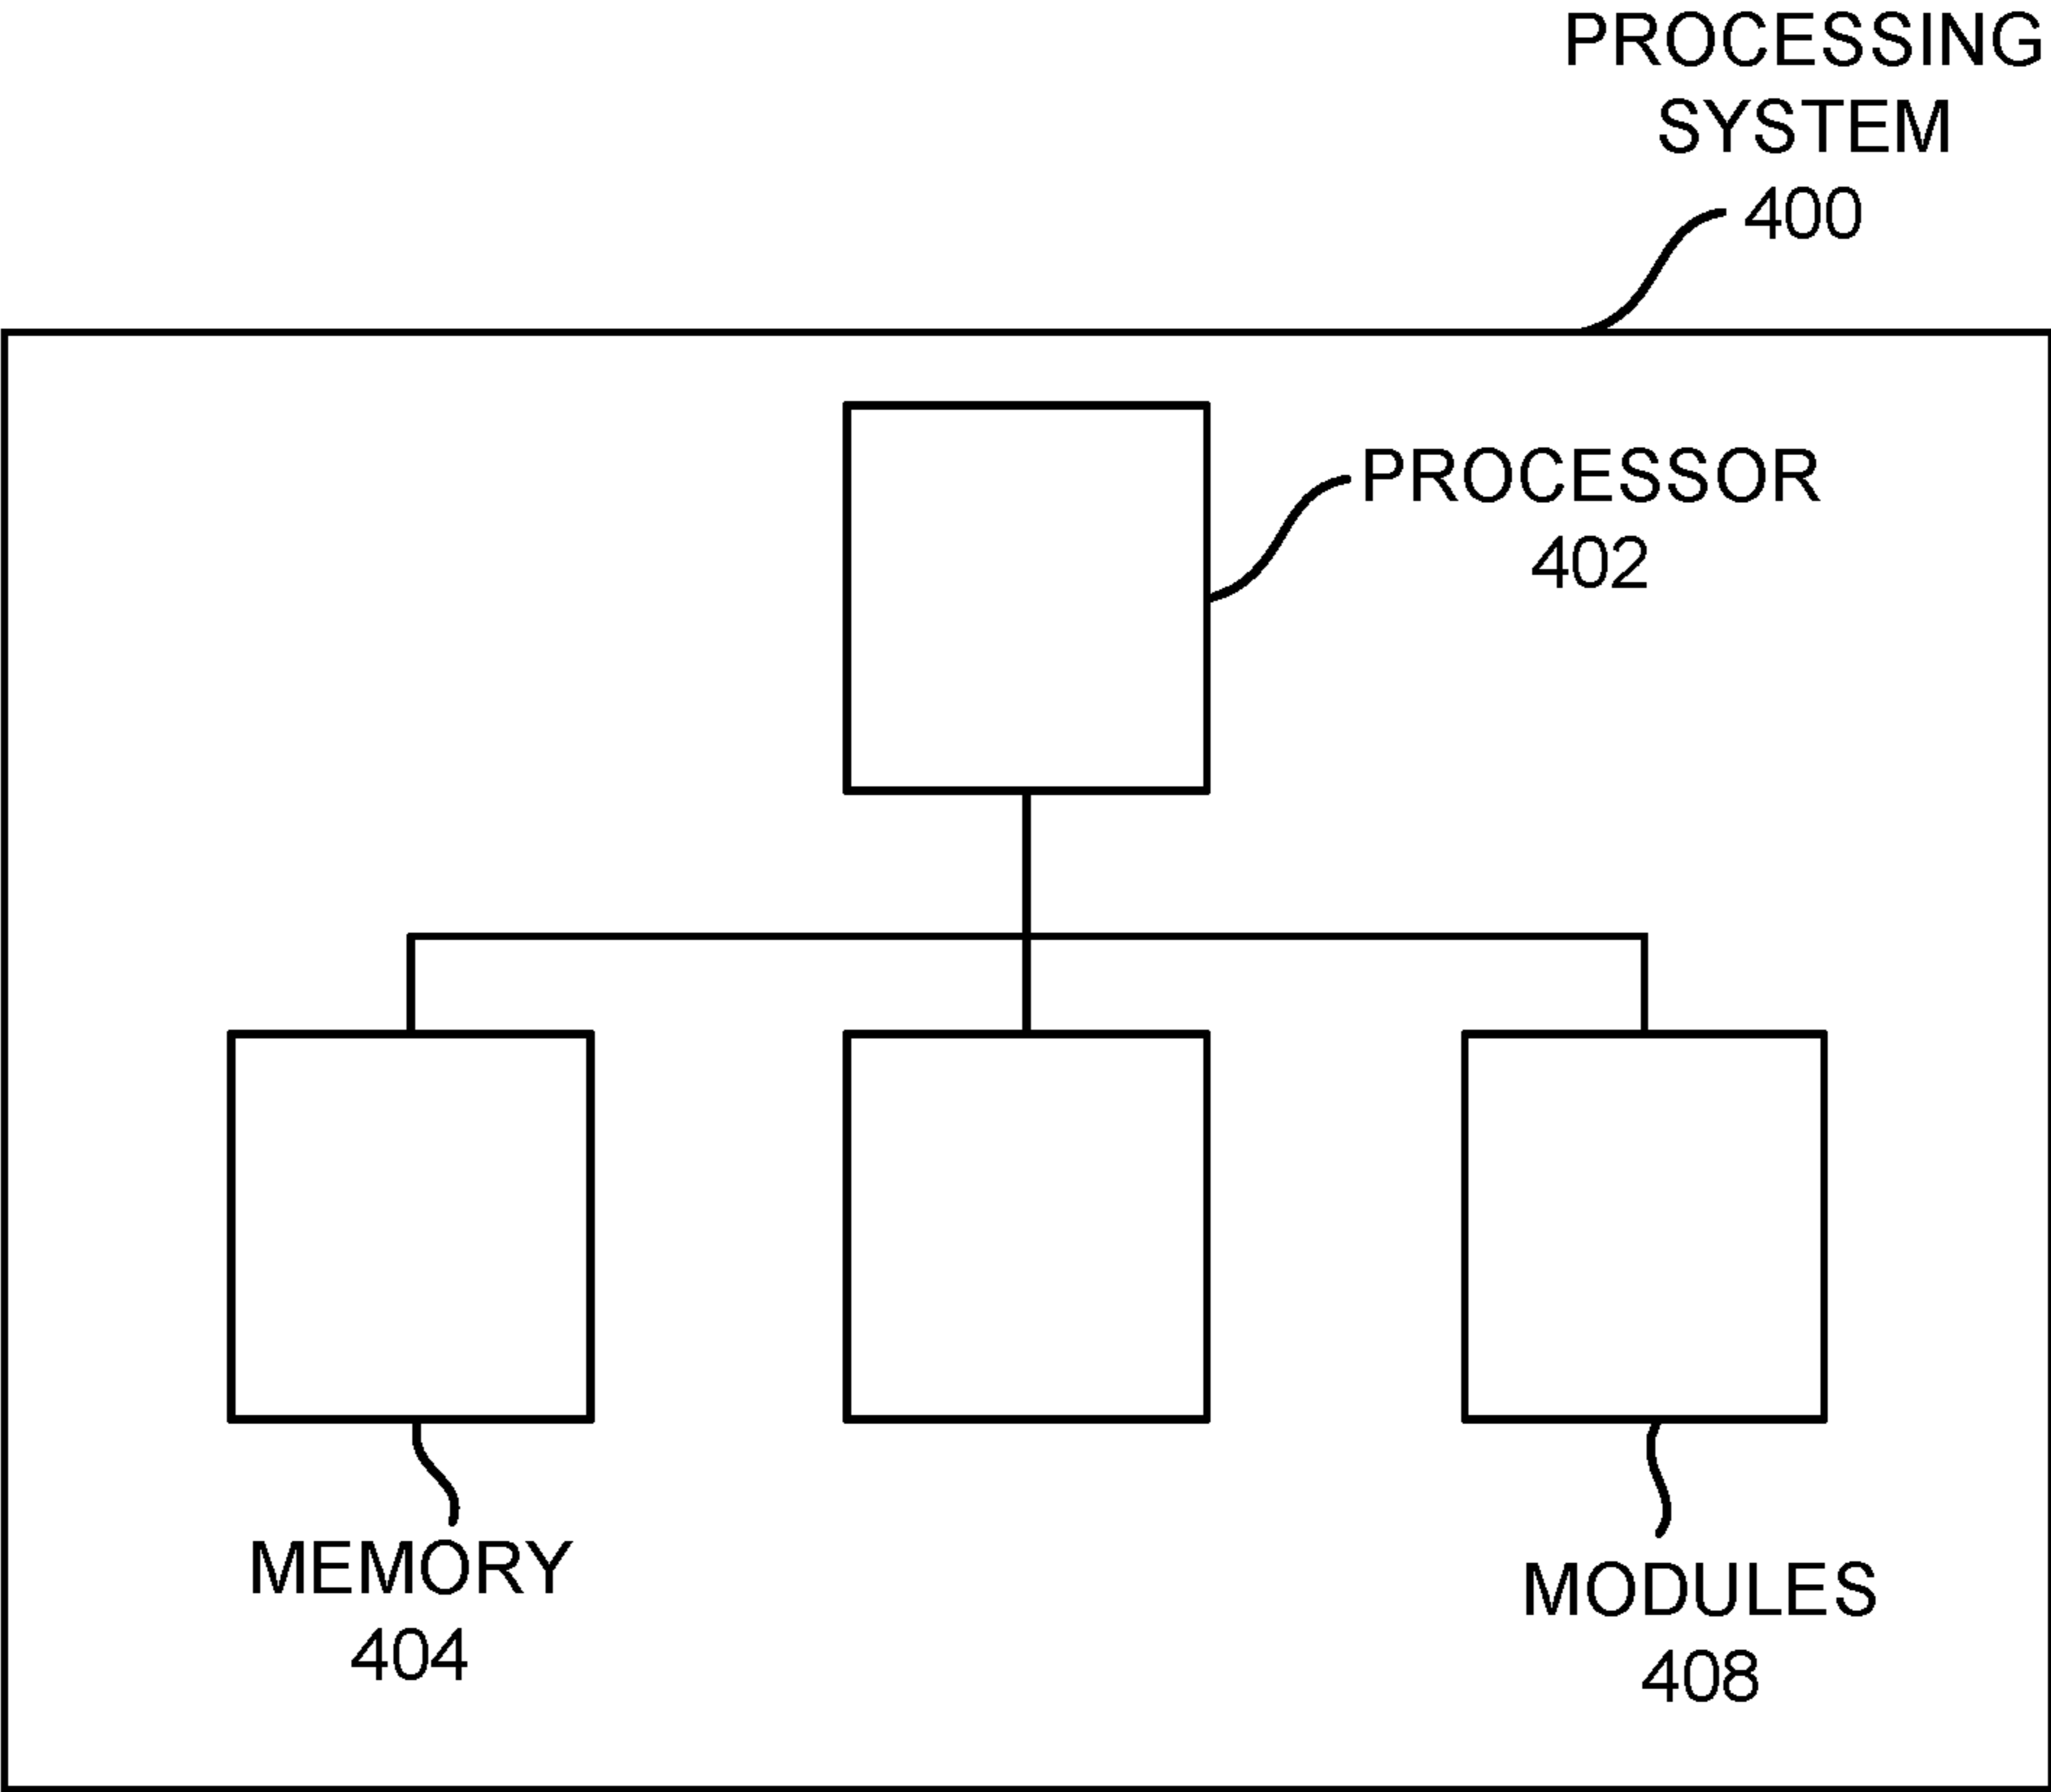 PROCESSING
SYSTEM
400
PROCESSOR
402
MEMORY
404
MODULES
408